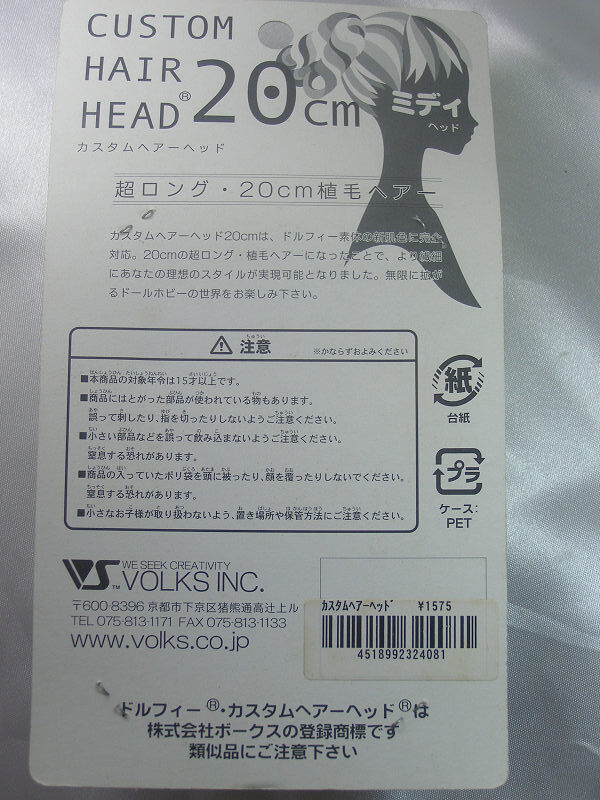 CUSTOM
HAIR
HEAD® 20cm
カスタムヘアーヘッド
ミディ
ヘッド
超ロング・20cm植毛ヘアー
カスタムヘアーヘッド20cmは、ドルフィー素体の新肌色に完全
対応。20cmの超ロング・植毛ヘアーになったことで、より繊細
にあなたの理想のスタイルが実現可能となりました。無限に拡が
るドールホビーの世界をお楽しみ下さい。
⚠ 注意 ※かならずおよみください
■本商品の対象年令は15才以上です。
■商品にはとがった部品が使われている物もあります。
誤って刺したり、指を切ったりしないようご注意ください。
■小さい部品などを誤って飲み込まないようご注意ください。
窒息する恐れがあります。
■商品の入っていたポリ袋を頭に被ったり、顔を覆ったりしないでください。
窒息する恐れがあります。
■小さなお子様が取り扱わないよう、置き場所や保管方法にご注意ください。
紙
台紙
プラ
ケース:
PET
VS™ WE SEEK CREATIVITY
VOLKS INC.
〒600-8396 京都市下京区猪熊通高辻上ル
TEL 075-813-1171 FAX 075-813-1133
www.volks.co.jp
カスタムヘアーヘッド ¥1575
4518992324081
ドルフィー®・カスタムヘアーヘッド®は
株式会社ボークスの登録商標です
類似品にご注意下さい